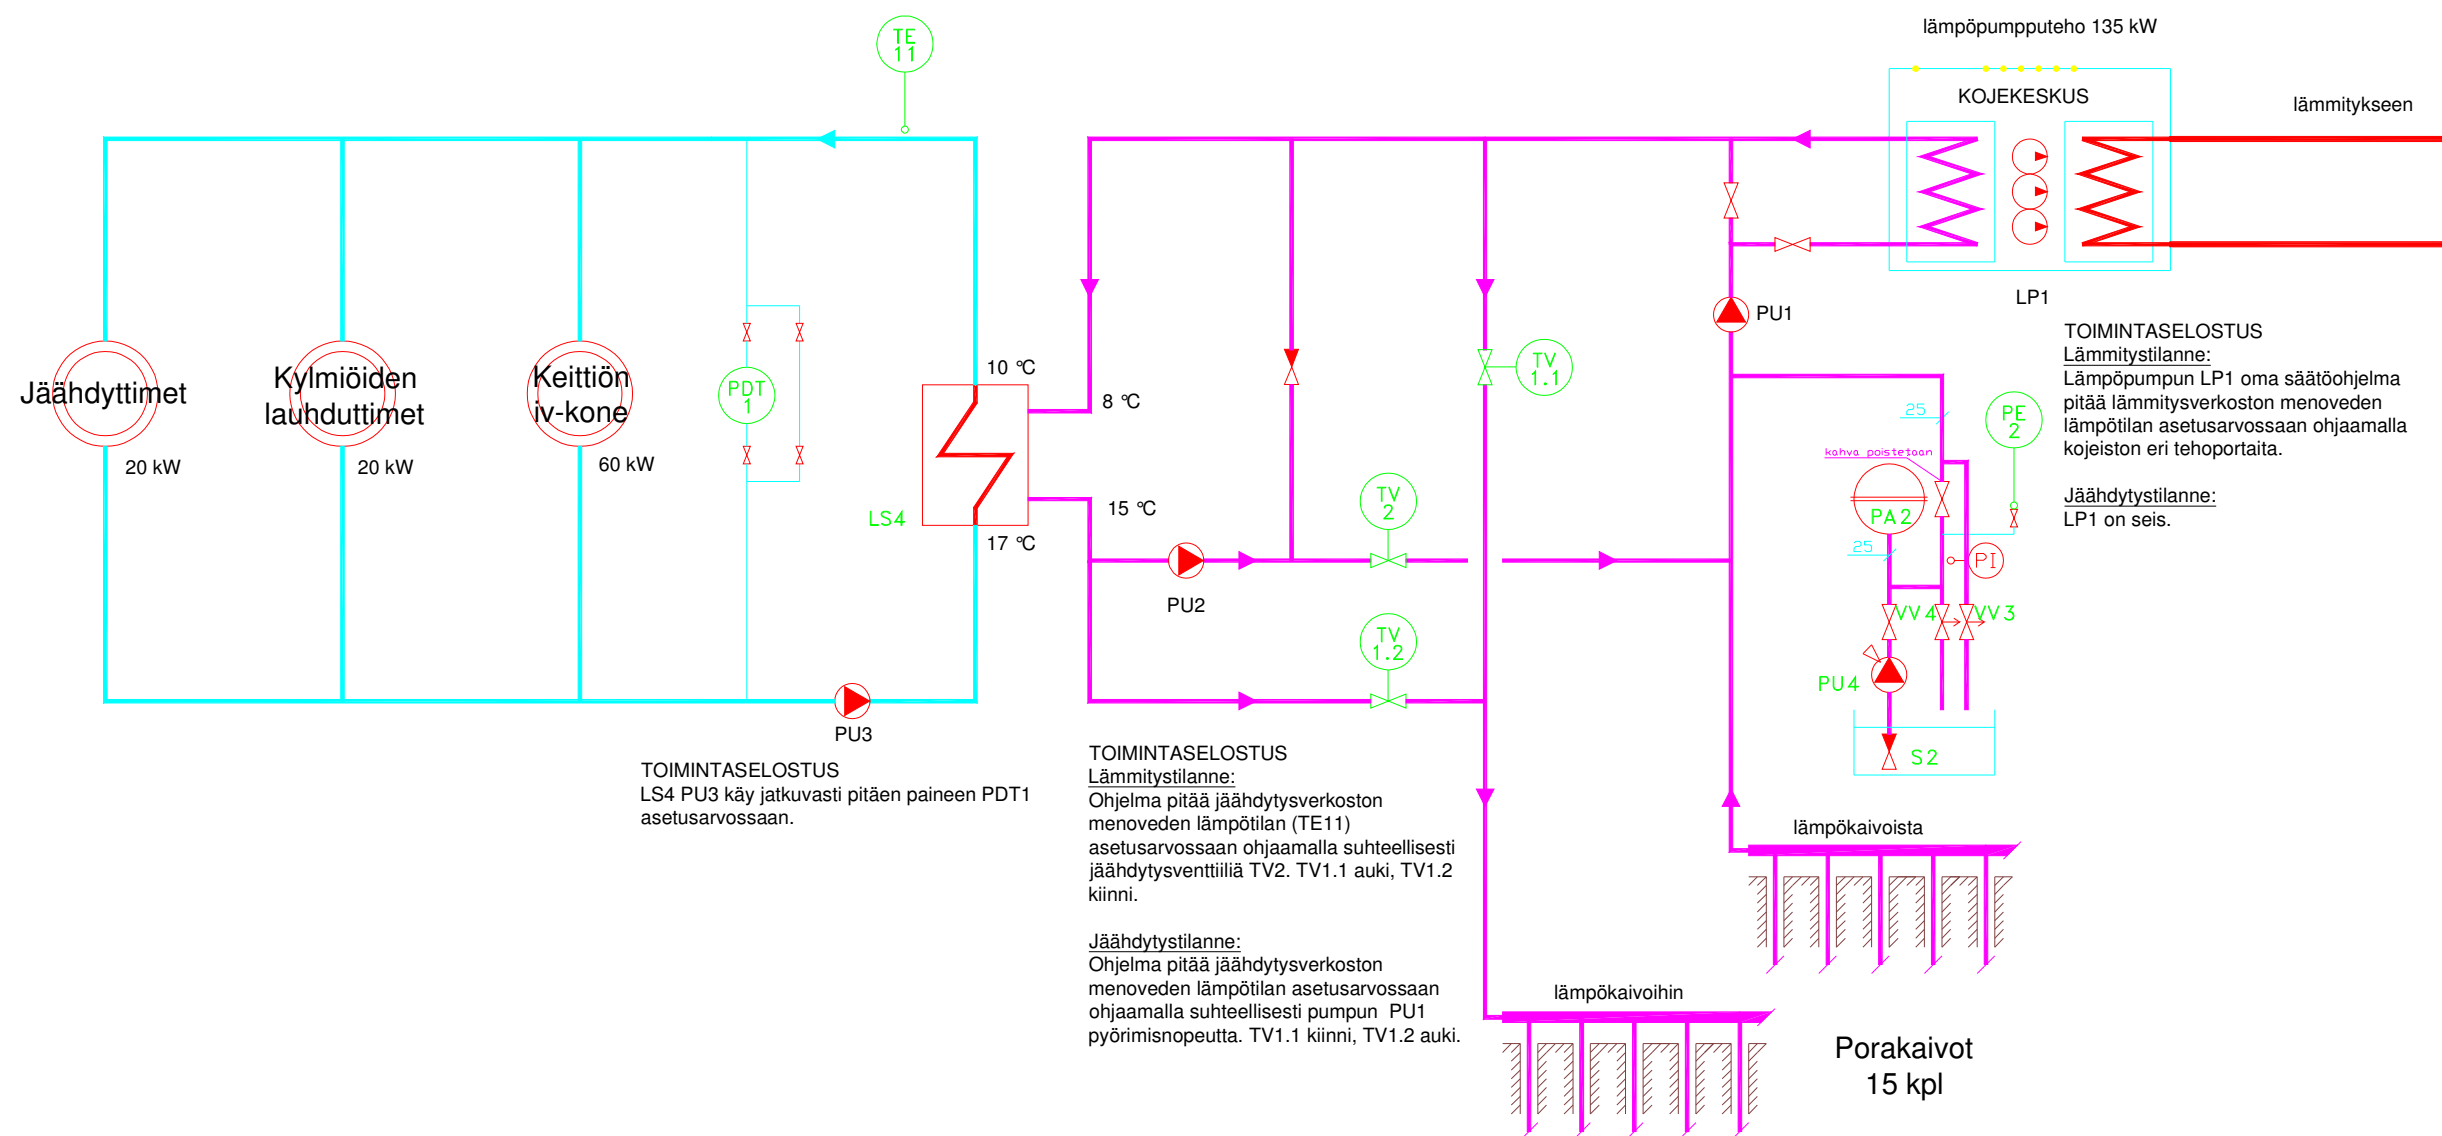 lämpöpumpputeho 135 kW
TE
11
KOJEKESKUS
lämmitykseen
LP1
PU1
TOIMINTASELOSTUS
Lämmitystilanne:
Lämpöpumpun LP1 oma säätöohjelma
pitää lämmitysverkoston menoveden
lämpötilan asetusarvossaan ohjaamalla
kojeiston eri tehoportaita.
Jäähdytystilanne:
LP1 on seis.
Jäähdyttimet
20 kW
Kylmiöiden
lauhduttimet
20 kW
Keittiön
iv-kone
60 kW
PDT
1
10 °C
8 °C
15 °C
17 °C
LS4
TV
1.1
TV
2
TV
1.2
PU2
PU3
25
PE
2
kahva poistetaan
PA2
25
PI
VV4
VV3
PU4
S2
TOIMINTASELOSTUS
LS4 PU3 käy jatkuvasti pitäen paineen PDT1
asetusarvossaan.
TOIMINTASELOSTUS
Lämmitystilanne:
Ohjelma pitää jäähdytysverkoston
menoveden lämpötilan (TE11)
asetusarvossaan ohjaamalla suhteellisesti
jäähdytysventtiiliä TV2. TV1.1 auki, TV1.2
kiinni.
Jäähdytystilanne:
Ohjelma pitää jäähdytysverkoston
menoveden lämpötilan asetusarvossaan
ohjaamalla suhteellisesti pumpun PU1
pyörimisnopeutta. TV1.1 kiinni, TV1.2 auki.
lämpökaivoista
lämpökaivoihin
Porakaivot
15 kpl